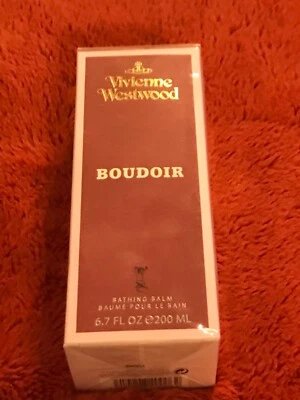 Vivienne
Westwood
BOUDOIR
BATHING BALM
BAUME POUR LE BAIN
6.7 FL OZ ℮200 ML